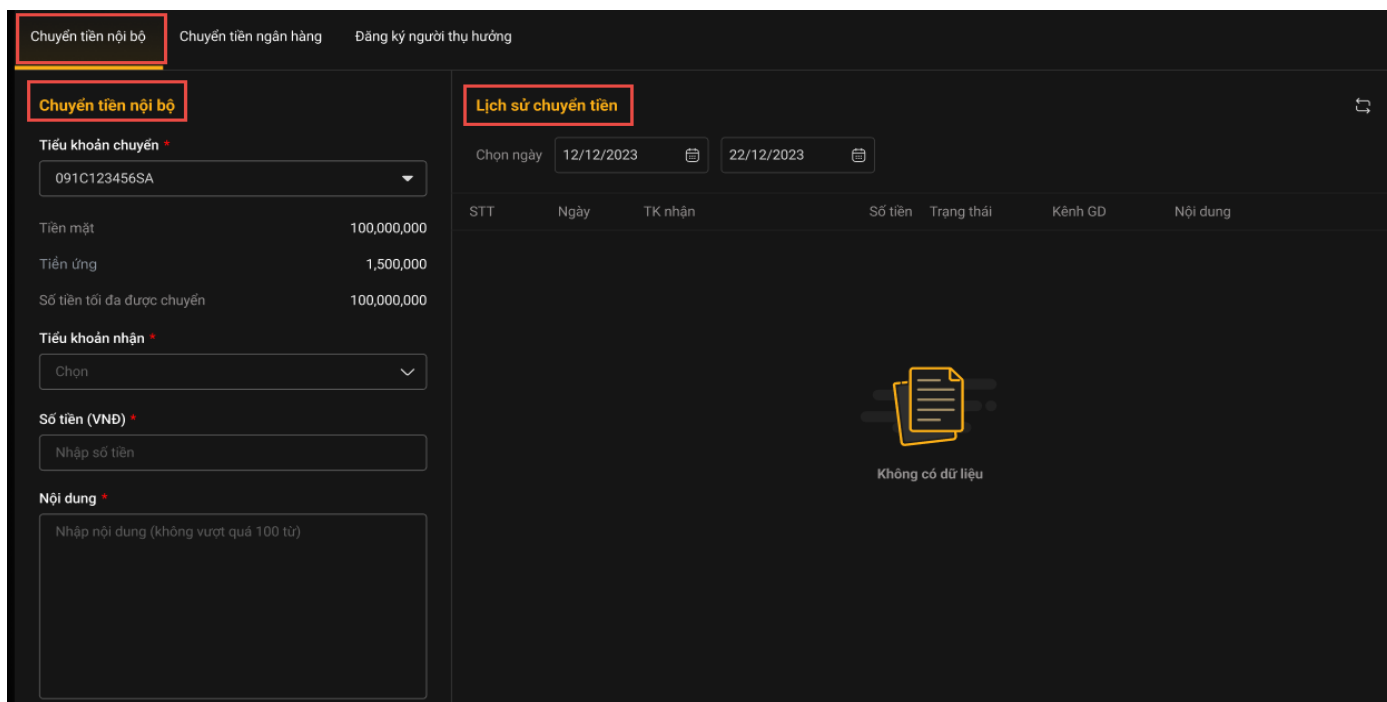 Chuyển tiền nội bộ Chuyển tiền ngân hàng Đăng ký người thụ hưởng
Chuyển tiền nội bộ
Tiểu khoản chuyển *
091C123456SA
Tiền mặt 100,000,000
Tiền ứng 1,500,000
Số tiền tối đa được chuyển 100,000,000
Tiểu khoản nhận *
Chọn
Số tiền (VNĐ) *
Nhập số tiền
Nội dung *
Nhập nội dung (không vượt quá 100 từ)
Lịch sử chuyển tiền
Chọn ngày 12/12/2023 22/12/2023
STT Ngày TK nhận Số tiền Trạng thái Kênh GD Nội dung
Không có dữ liệu